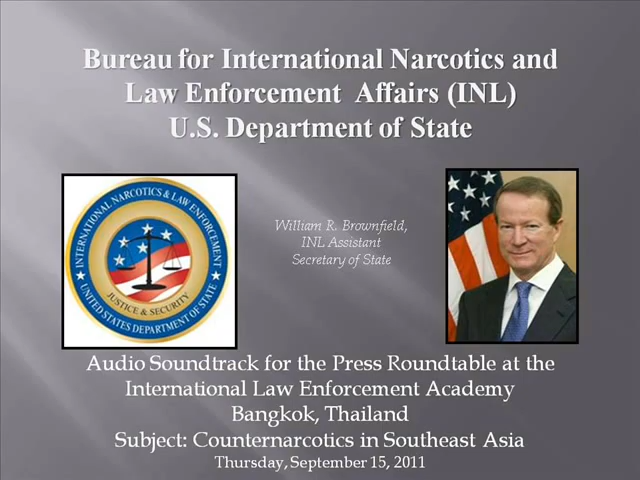 Bureau for International Narcotics and
Law Enforcement Affairs (INL)
U.S. Department of State
INTERNATIONAL NARCOTICS & LAW ENFORCEMENT
JUSTICE & SECURITY
UNITED STATES DEPARTMENT OF STATE
William R. Brownfield,
INL Assistant
Secretary of State
Audio Soundtrack for the Press Roundtable at the
International Law Enforcement Academy
Bangkok, Thailand
Subject: Counternarcotics in Southeast Asia
Thursday, September 15, 2011